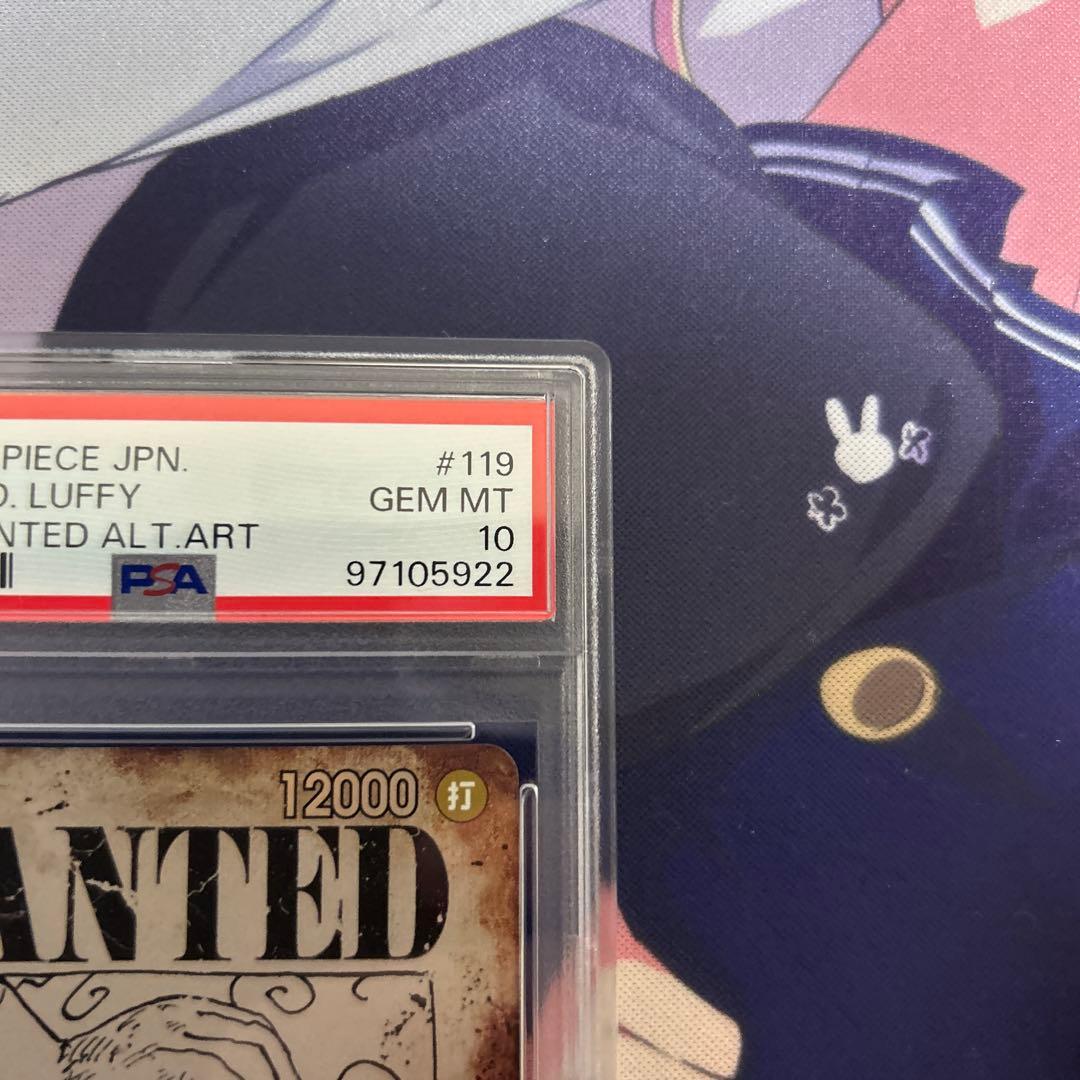 PIECE JPN.
#119
D. LUFFY
GEM MT
NTED ALT.ART
10
PSA
97105922
12000 打
ANTED